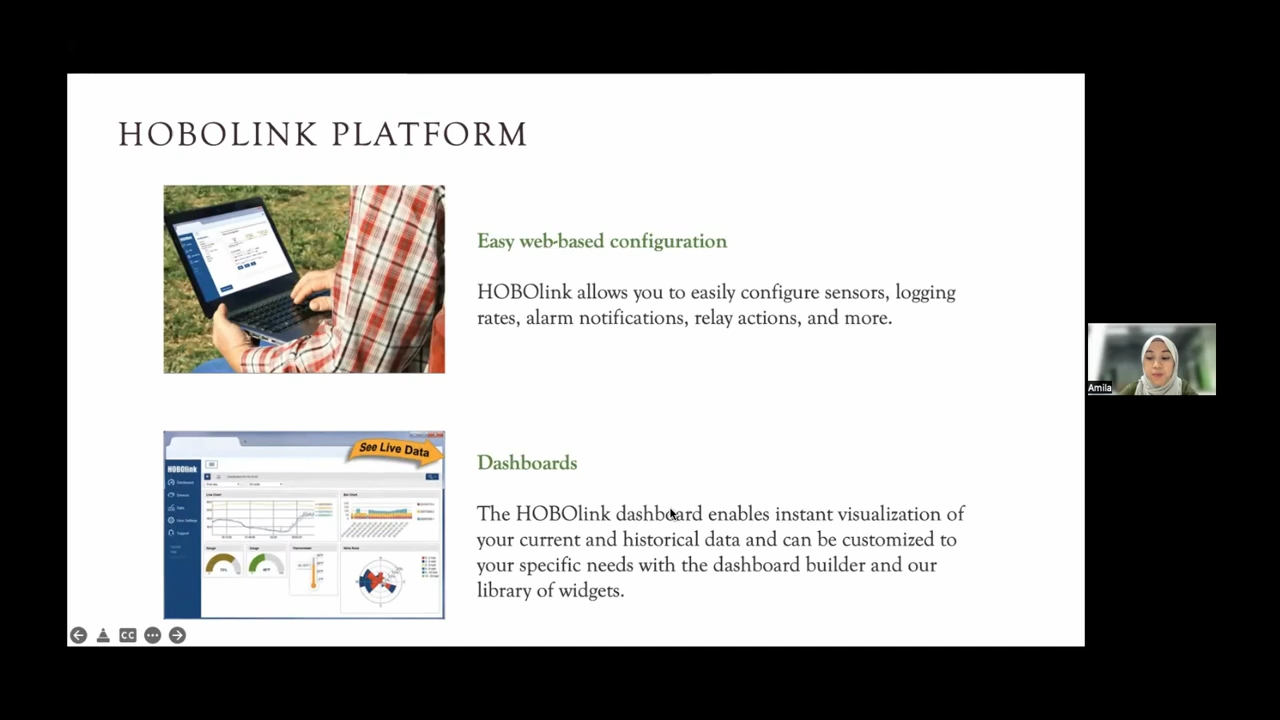 HOBOLINK PLATFORM
Easy web-based configuration
HOBOlink allows you to easily configure sensors, logging
rates, alarm notifications, relay actions, and more.
Amila
See Live Data
HOBOlink
Dashboards
The HOBOlink dashboard enables instant visualization of
your current and historical data and can be customized to
your specific needs with the dashboard builder and our
library of widgets.
CC